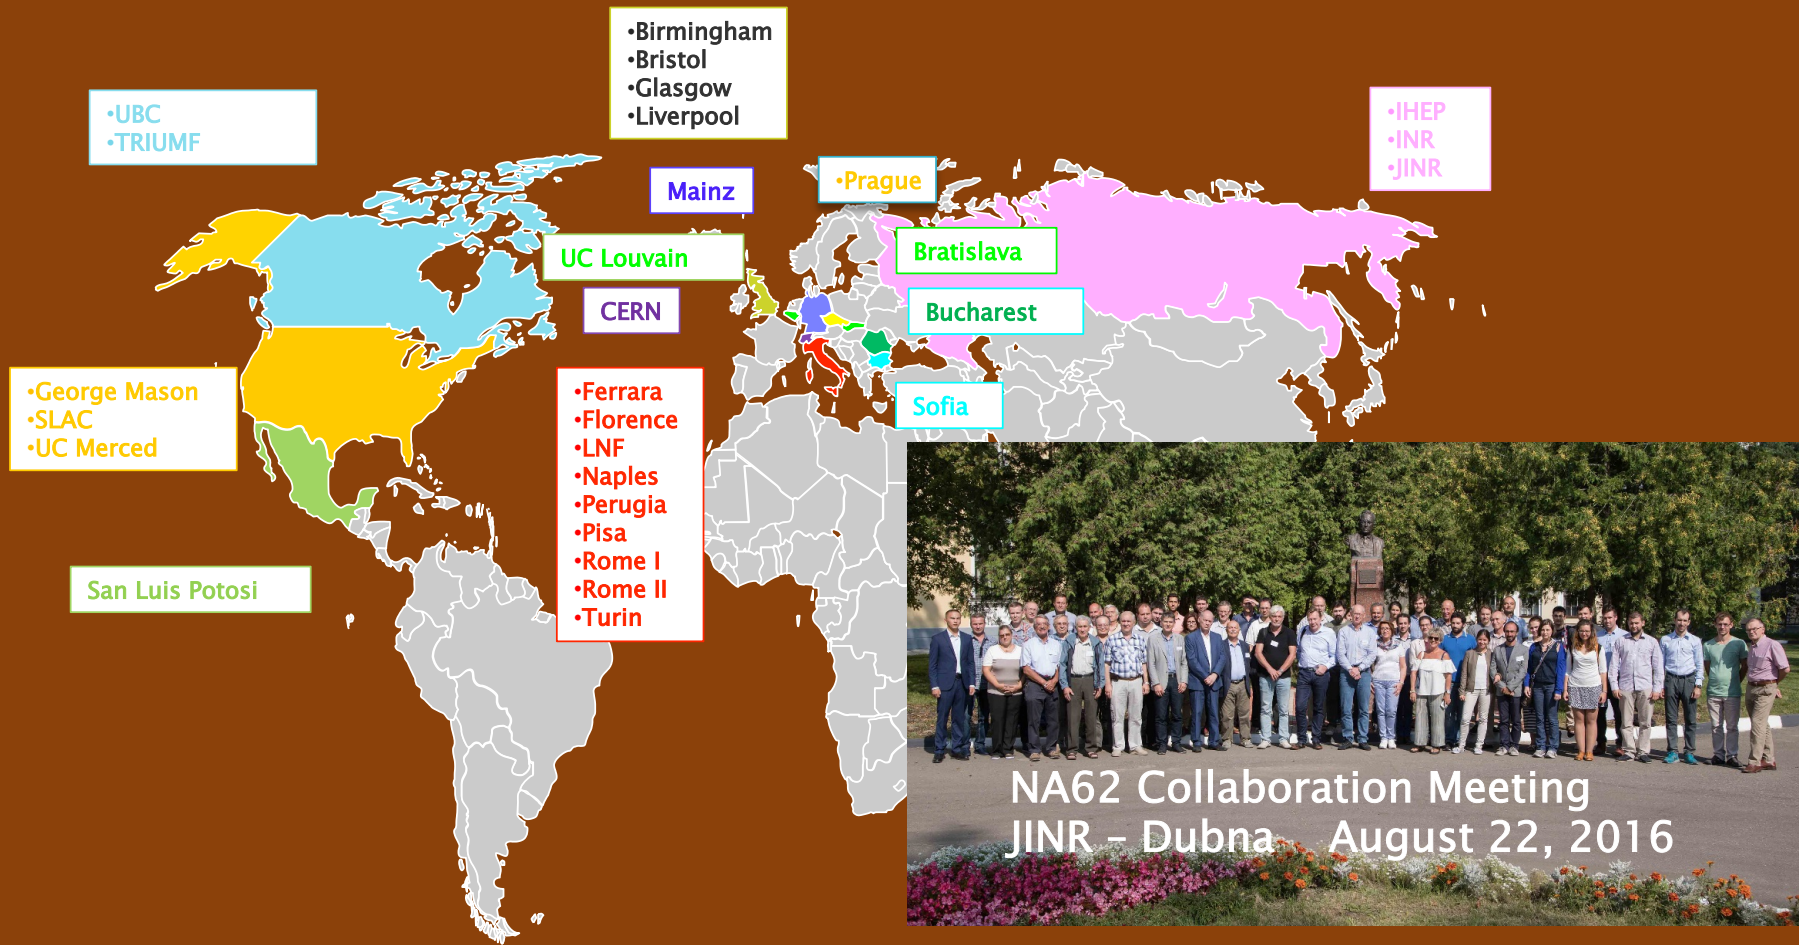 •Birmingham
•Bristol
•Glasgow
•Liverpool
•UBC
•TRIUMF
•IHEP
•INR
•JINR
Mainz
•Prague
UC Louvain
Bratislava
CERN
Bucharest
•George Mason
•SLAC
•UC Merced
•Ferrara
•Florence
•LNF
•Naples
•Perugia
•Pisa
•Rome I
•Rome II
•Turin
Sofia
San Luis Potosi
NA62 Collaboration Meeting
JINR – Dubna August 22, 2016